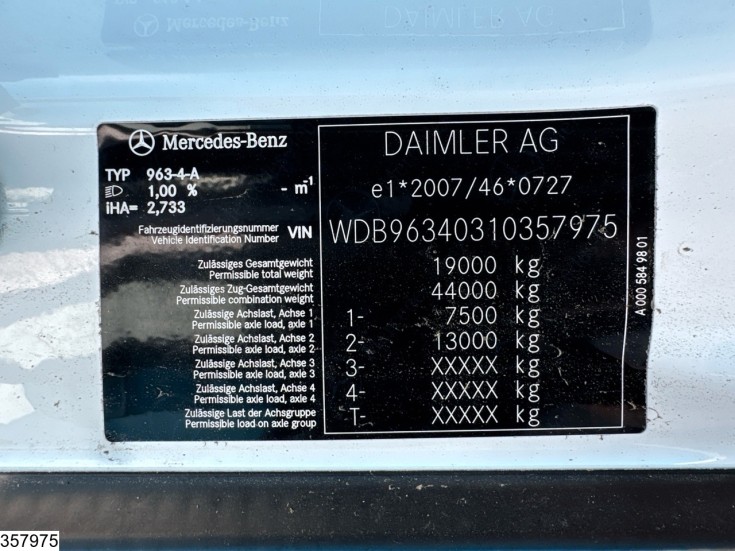 Mercedes-Benz
DAIMLER AG
TYP 963-4-A
1,00 % - m⁻¹
iHA= 2,733
e1*2007/46*0727
Fahrzeugidentifizierungsnummer
Vehicle Identification Number VIN WDB96340310357975
Zulässiges Gesamtgewicht
Permissible total weight 19000 kg
Zulässiges Zug-Gesamtgewicht
Permissible combination weight 44000 kg
Zulässige Achslast, Achse 1
Permissible axle load, axle 1 1- 7500 kg
Zulässige Achslast, Achse 2
Permissible axle load, axle 2 2- 13000 kg
Zulässige Achslast, Achse 3
Permissible axle load, axle 3 3- XXXXX kg
Zulässige Achslast, Achse 4
Permissible axle load, axle 4 4- XXXXX kg
Zulässige Last der Achsgruppe
Permissible load on axle group T- XXXXX kg
A 000 584 98 01
357975